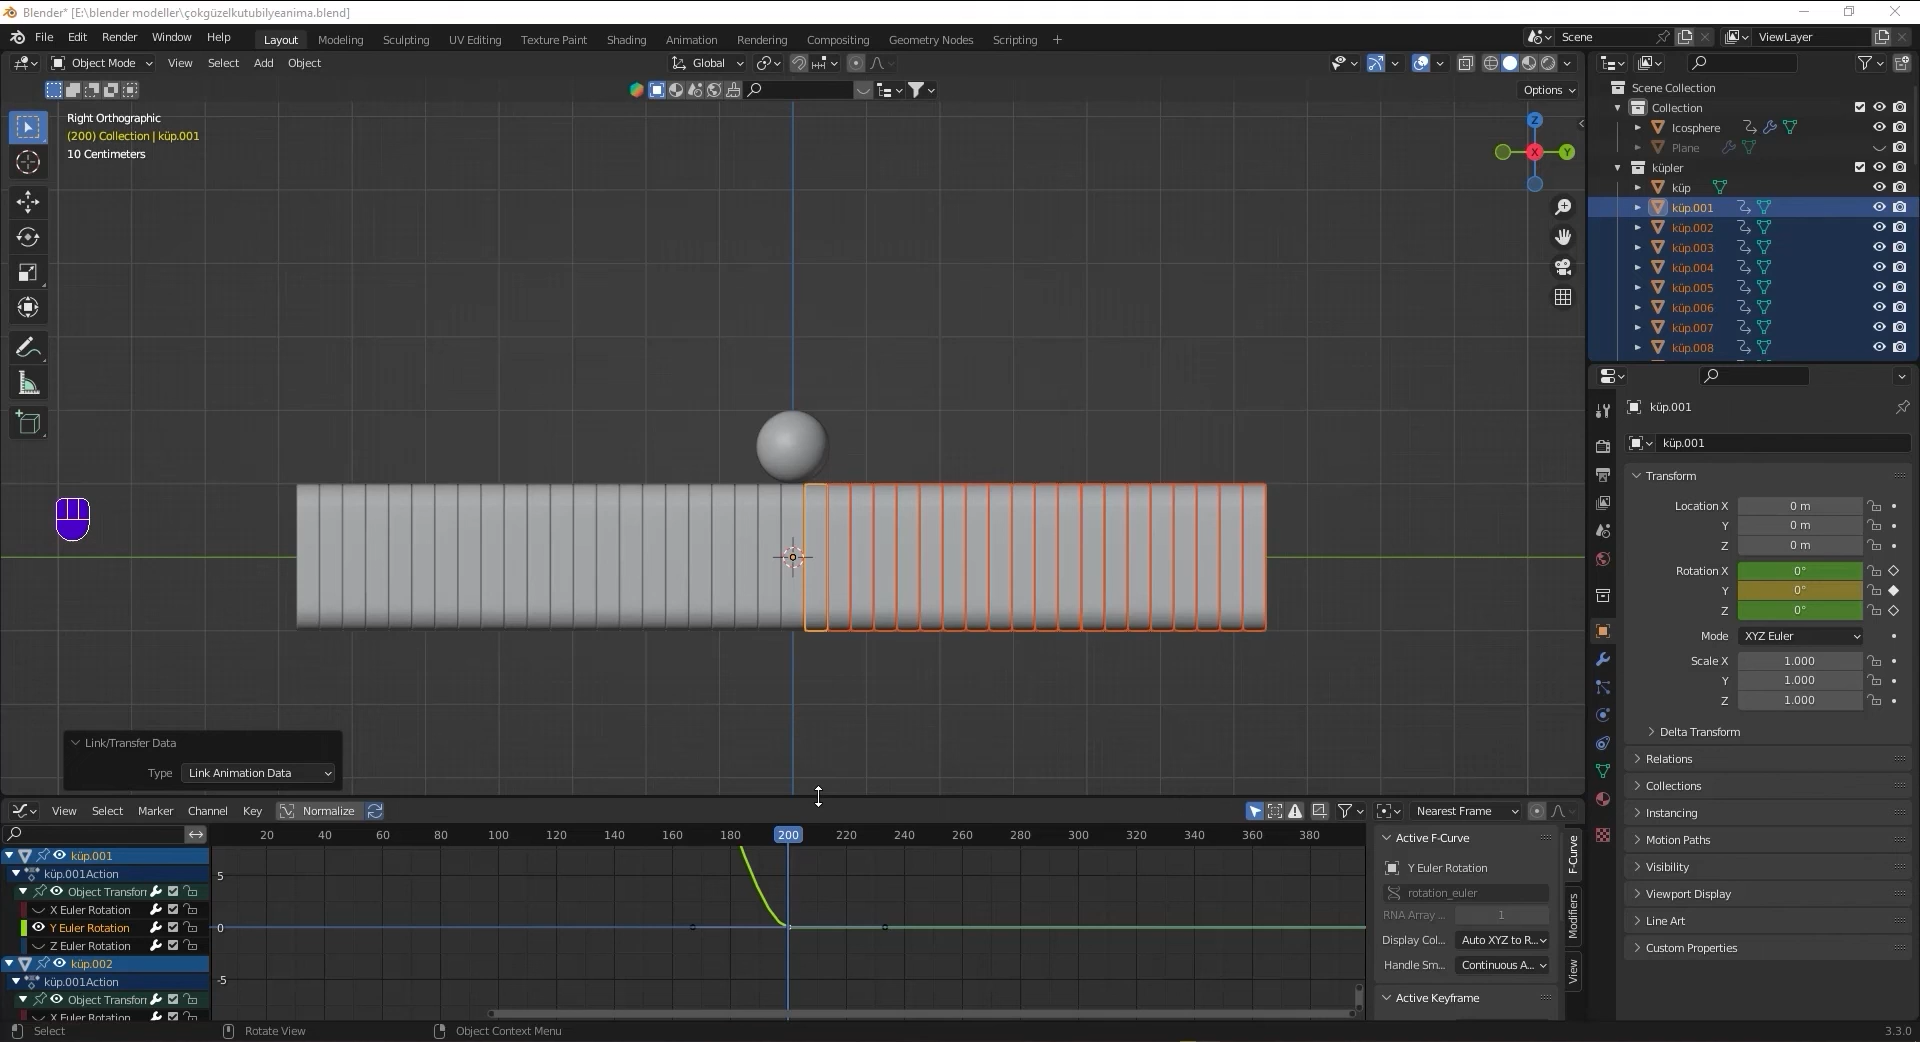 Blender* [E:\blender modeller\çokgüzelkutubilyeanima.blend]
File Edit Render Window Help Layout Modeling Sculpting UV Editing Texture Paint Shading Animation Rendering Compositing Geometry Nodes Scripting + Scene ViewLayer
Object Mode View Select Add Object Global
Options
Right Orthographic
(200) Collection | küp.001
10 Centimeters
Z
X
Y
Scene Collection
Collection
Icosphere
Plane
küpler
küp
küp.001
küp.002
küp.003
küp.004
küp.005
küp.006
küp.007
küp.008
küp.001
küp.001
Transform
Location X 0 m
Y 0 m
Z 0 m
Rotation X 0°
Y 0°
Z 0°
Mode XYZ Euler
Scale X 1.000
Y 1.000
Z 1.000
Delta Transform
Relations
Collections
Instancing
Motion Paths
Visibility
Viewport Display
Line Art
Custom Properties
Link/Transfer Data
Type Link Animation Data
View Select Marker Channel Key Normalize Nearest Frame
20 40 60 80 100 120 140 160 180 200 220 240 260 280 300 320 340 360 380
küp.001
küp.001Action
Object Transfor
X Euler Rotation
Y Euler Rotation
Z Euler Rotation
küp.002
küp.001Action
Object Transfor
X Euler Rotation
5
0
-5
Active F-Curve
Y Euler Rotation
rotation_euler
RNA Array ... 1
Display Col... Auto XYZ to R...
Handle Sm... Continuous A...
Active Keyframe
F-Curve
Modifiers
View
Select Rotate View Object Context Menu 3.3.0